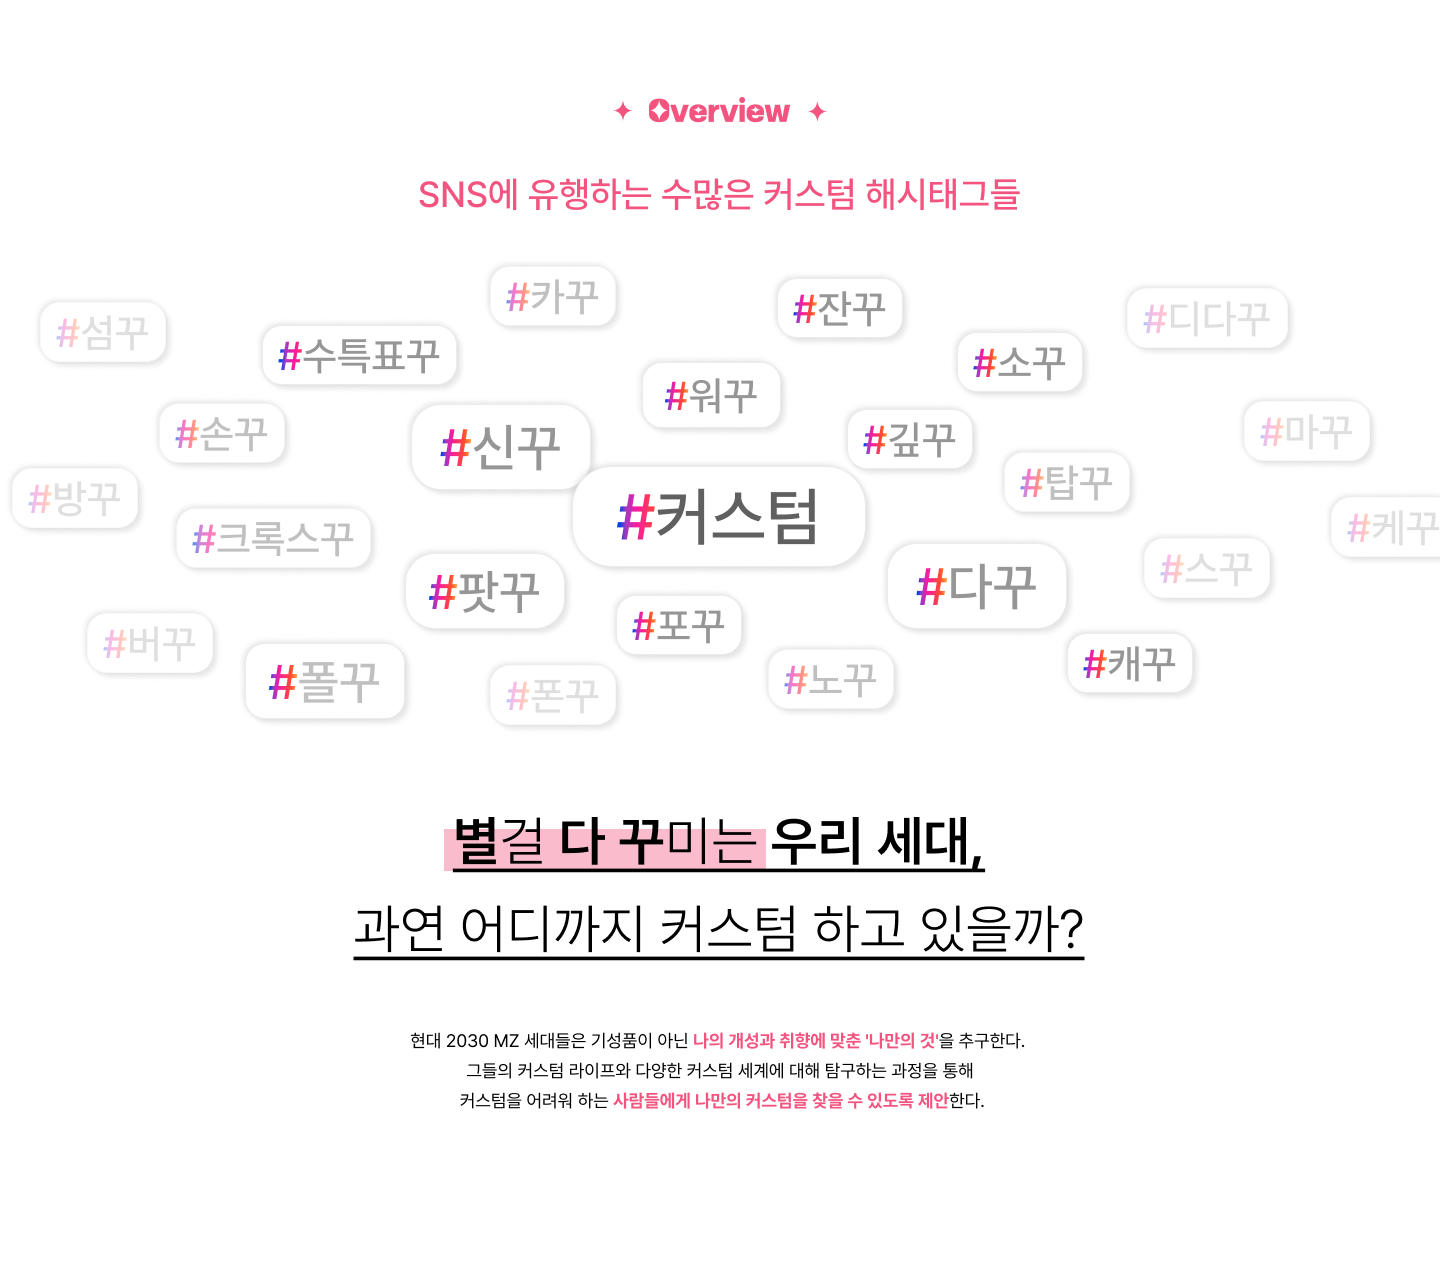 Overview
SNS에 유행하는 수많은 커스텀 해시태그들
#카꾸
#잔꾸
#디다꾸
#섬꾸
#수특표꾸
#소꾸
#워꾸
#손꾸
#신꾸
#깊꾸
#마꾸
#방꾸
#탑꾸
#커스텀
#케꾸
#크록스꾸
#스꾸
#팟꾸
#다꾸
#포꾸
#버꾸
#캐꾸
#폴꾸
#폰꾸
#노꾸
별걸 다 꾸미는 우리 세대,
과연 어디까지 커스텀 하고 있을까?
현대 2030 MZ 세대들은 기성품이 아닌 나의 개성과 취향에 맞춘 '나만의 것'을 추구한다.
그들의 커스텀 라이프와 다양한 커스텀 세계에 대해 탐구하는 과정을 통해
커스텀을 어려워 하는 사람들에게 나만의 커스텀을 찾을 수 있도록 제안한다.